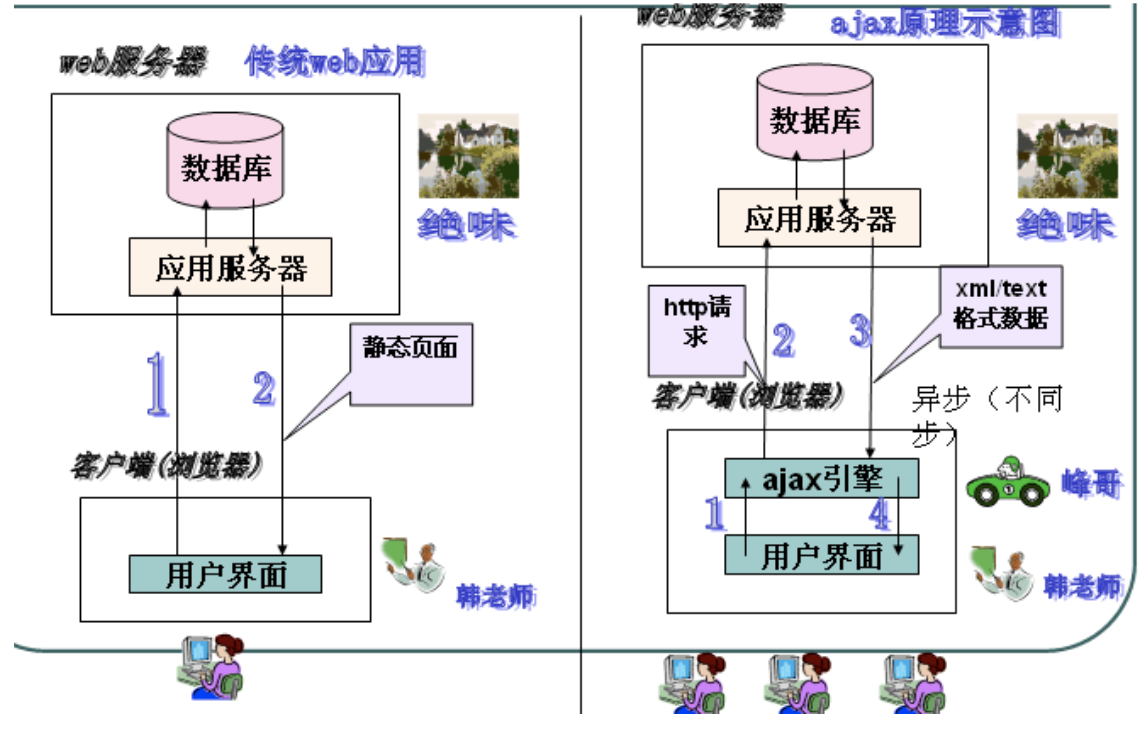 web服务器 传统web应用
数据库
绝味
应用服务器
静态页面
1
2
客户端(浏览器)
用户界面
韩老师
web服务器
ajax原理示意图
数据库
应用服务器
绝味
http请
求
2
3
xml/text
格式数据
客户端(浏览器)
异步（不同
步）
ajax引擎
峰哥
1
4
用户界面
韩老师